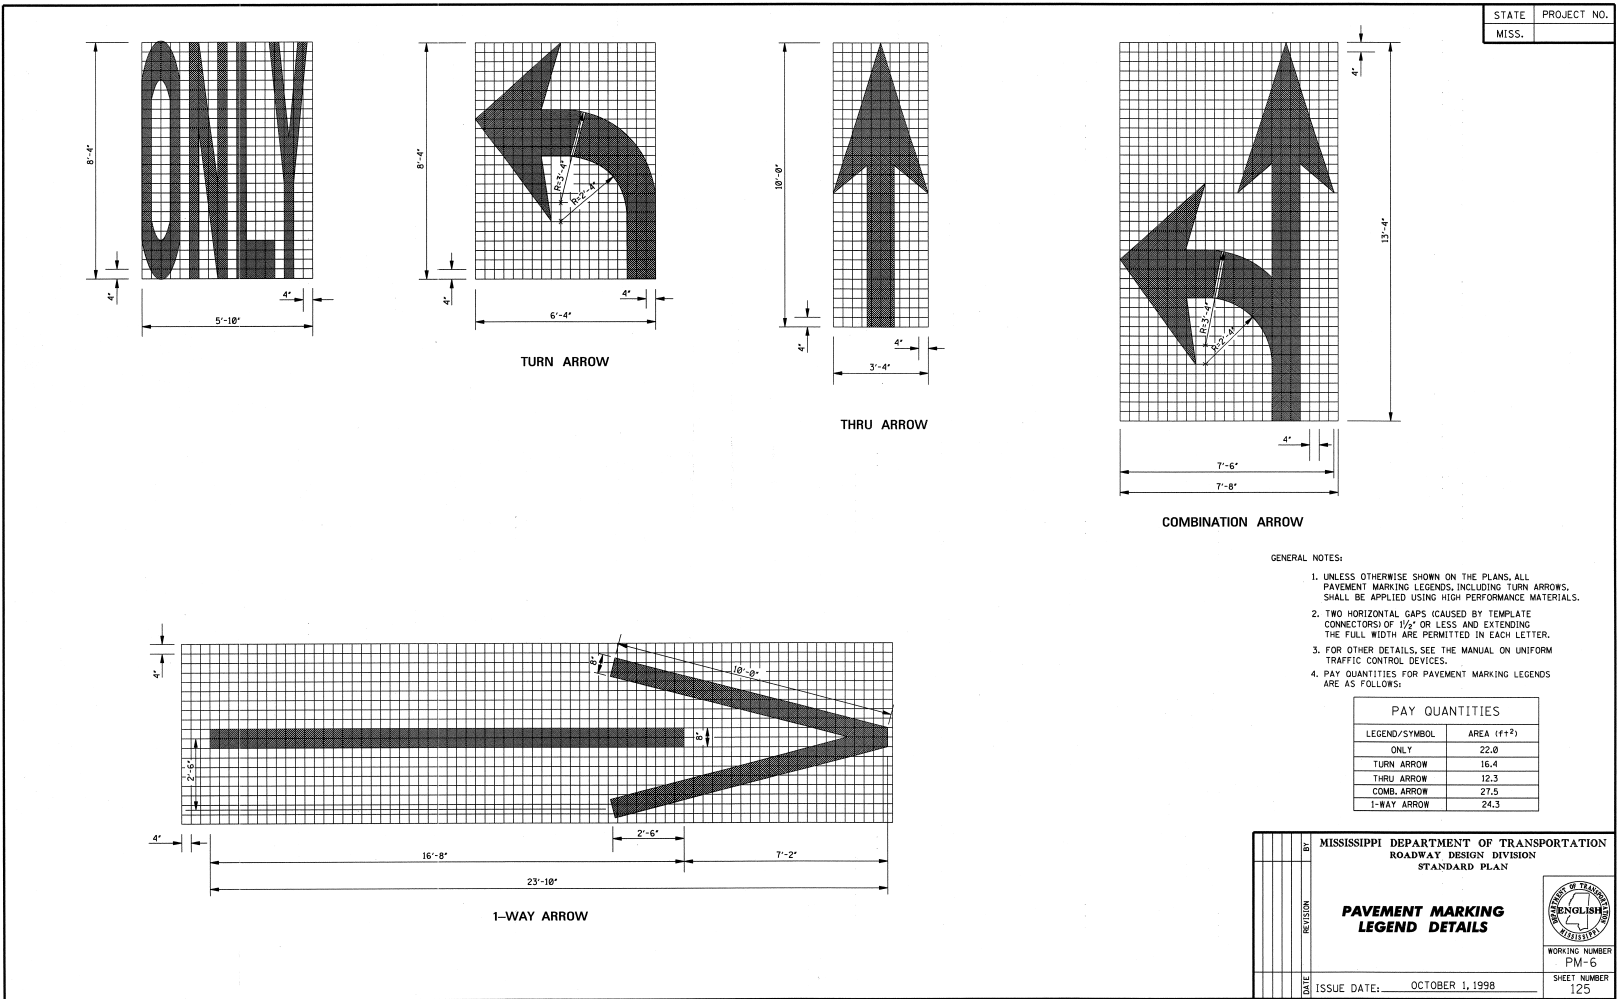 STATE PROJECT NO.
MISS.
ONLY
8'-4"
4"
4"
5'-10"
8'-4"
R=3'-4"
R=2'-4"
4"
4"
6'-4"
TURN ARROW
10'-0"
4"
4"
3'-4"
THRU ARROW
4"
13'-4"
R=3'-4"
R=2'-4"
4"
7'-6"
7'-8"
COMBINATION ARROW
GENERAL NOTES:
1. UNLESS OTHERWISE SHOWN ON THE PLANS, ALL
PAVEMENT MARKING LEGENDS, INCLUDING TURN ARROWS,
SHALL BE APPLIED USING HIGH PERFORMANCE MATERIALS.
2. TWO HORIZONTAL GAPS (CAUSED BY TEMPLATE
CONNECTORS) OF 1½" OR LESS AND EXTENDING
THE FULL WIDTH ARE PERMITTED IN EACH LETTER.
3. FOR OTHER DETAILS, SEE THE MANUAL ON UNIFORM
TRAFFIC CONTROL DEVICES.
4. PAY QUANTITIES FOR PAVEMENT MARKING LEGENDS
ARE AS FOLLOWS:
PAY QUANTITIES
LEGEND/SYMBOL AREA (ft²)
ONLY 22.0
TURN ARROW 16.4
THRU ARROW 12.3
COMB. ARROW 27.5
1-WAY ARROW 24.3
4"
8"
10'-0"
8"
2'-6"
4"
2'-6"
16'-8"
7'-2"
23'-10"
1-WAY ARROW
BY
REVISION
DATE
MISSISSIPPI DEPARTMENT OF TRANSPORTATION
ROADWAY DESIGN DIVISION
STANDARD PLAN
PAVEMENT MARKING
LEGEND DETAILS
DEPARTMENT OF TRANSPORTATION
ENGLISH
MISSISSIPPI
WORKING NUMBER
PM-6
SHEET NUMBER
125
ISSUE DATE: OCTOBER 1, 1998